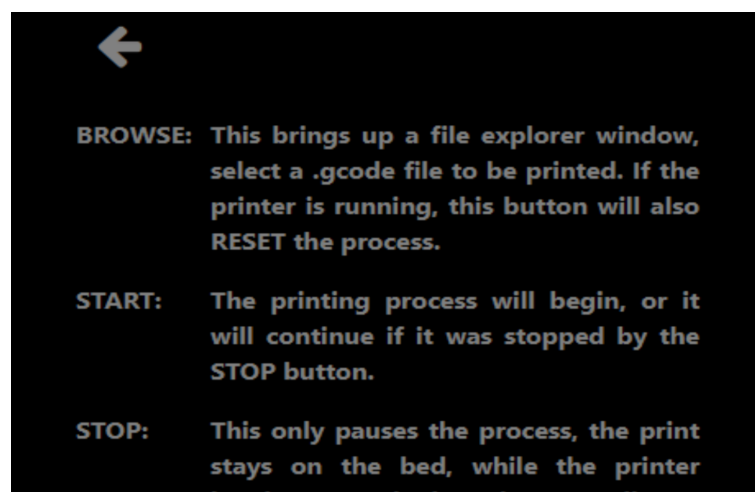 BROWSE: This brings up a file explorer window,
select a .gcode file to be printed. If the
printer is running, this button will also
RESET the process.
START: The printing process will begin, or it
will continue if it was stopped by the
STOP button.
STOP: This only pauses the process, the print
stays on the bed, while the printer